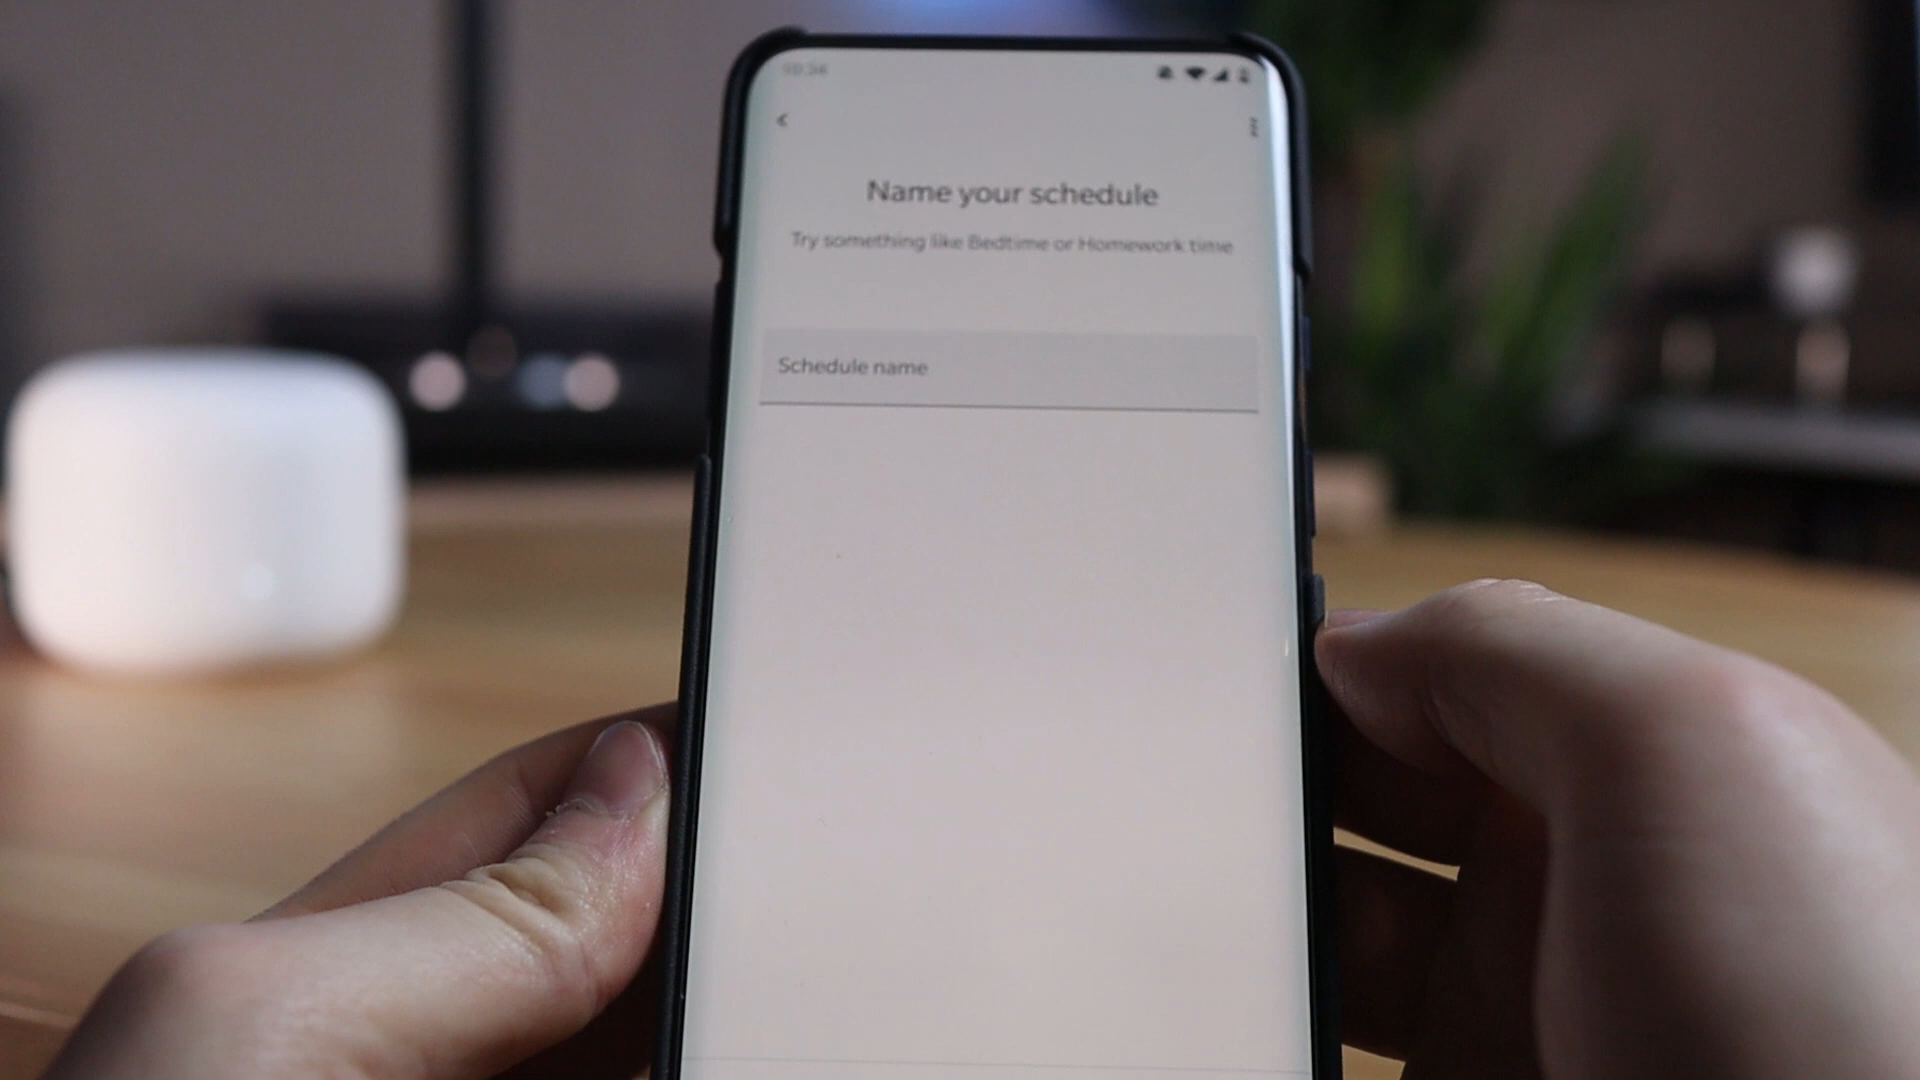 Name your schedule
Try something like Bedtime or Homework time
Schedule name